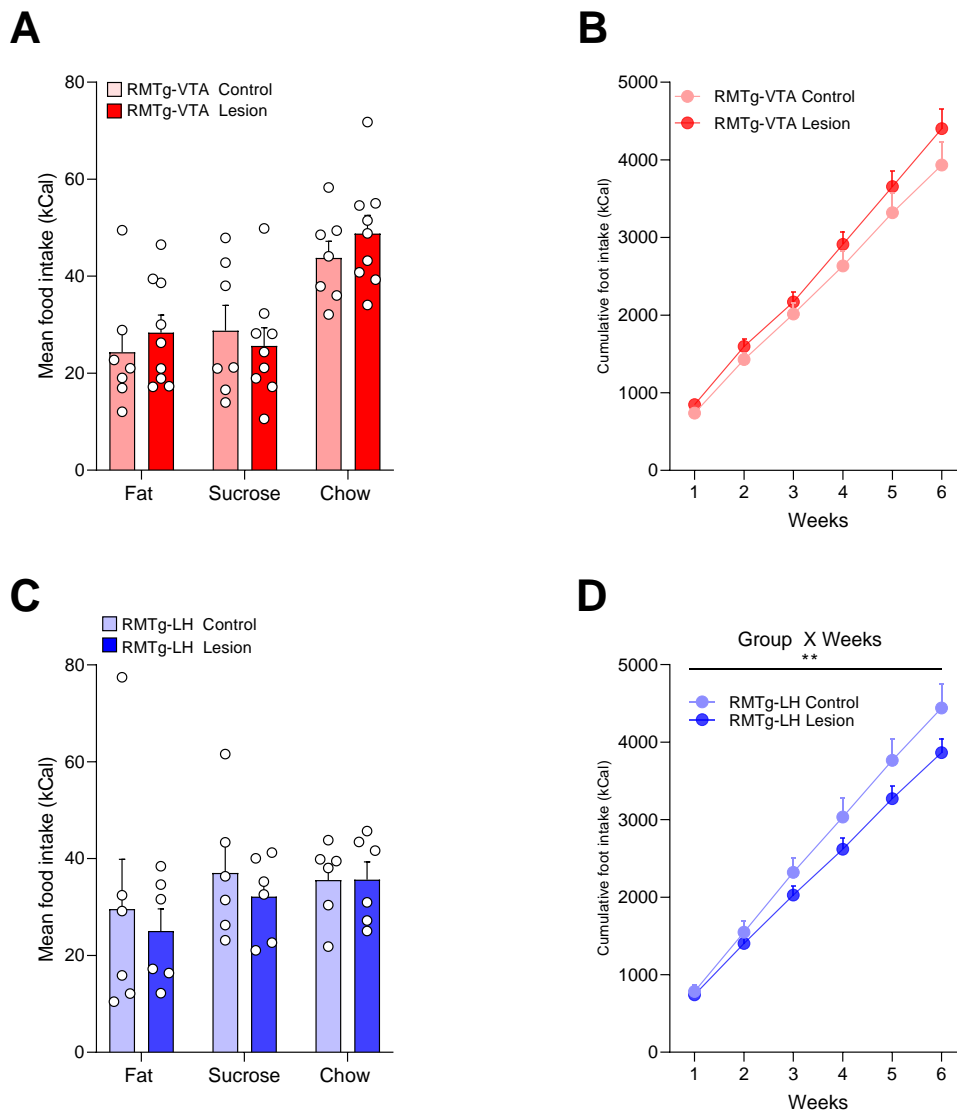 A
RMTg-VTA Control
RMTg-VTA Lesion
Mean food intake (kCal)
80
60
40
20
0
Fat Sucrose Chow
B
RMTg-VTA Control
RMTg-VTA Lesion
Cumulative foot intake (kCal)
5000
4000
3000
2000
1000
0
1 2 3 4 5 6
Weeks
C
RMTg-LH Control
RMTg-LH Lesion
Mean food intake (kCal)
80
60
40
20
0
Fat Sucrose Chow
D
Group X Weeks
**
RMTg-LH Control
RMTg-LH Lesion
Cumulative foot intake (kCal)
5000
4000
3000
2000
1000
0
1 2 3 4 5 6
Weeks